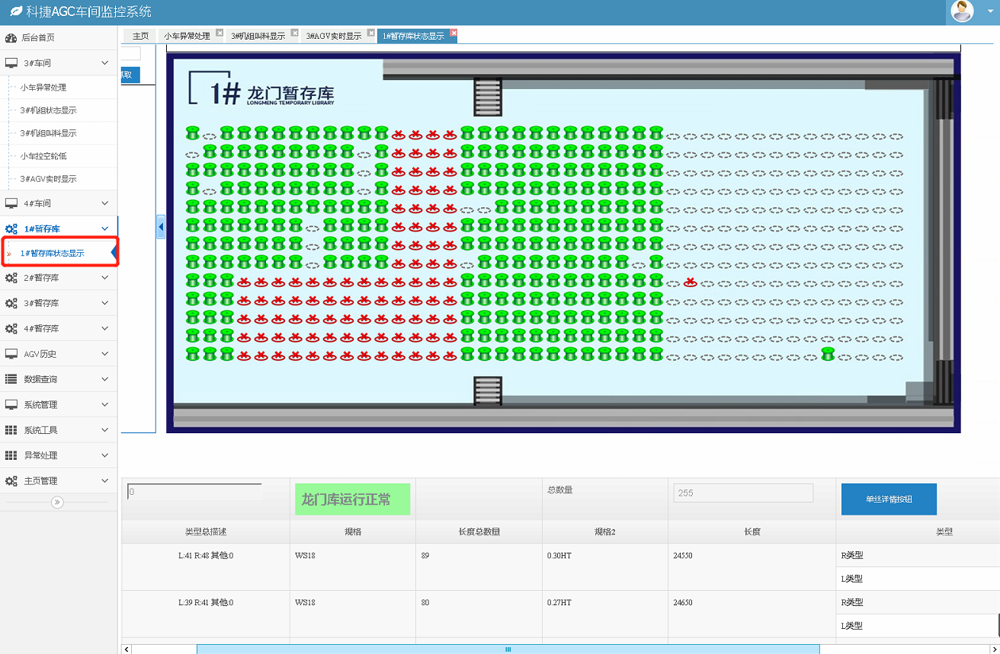 科捷AGC车间监控系统
后台首页
3#车间
小车异常处理
3#机组状态显示
3#机组叫料显示
小车拉空轮低
3#AGV实时显示
4#车间
1#暂存库
1#暂存库状态显示
2#暂存库
3#暂存库
4#暂存库
AGV历史
数据查询
系统管理
系统工具
异常处理
主页管理
主页 小车异常处理 3#机组叫料显示 3#AGV实时显示 1#暂存库状态显示
取
1# 龙门暂存库
LONGMENG TEMPORARY LIBRARY
0 龙门库运行正常 总数量 255 单丝详情按钮
类型总描述 规格 长度总数量 规格2 长度 类型
L:41 R:48 其他:0 WS18 89 0.30HT 24550 R类型
L类型
L:39 R:41 其他:0 WS18 80 0.27HT 24650 R类型
L类型